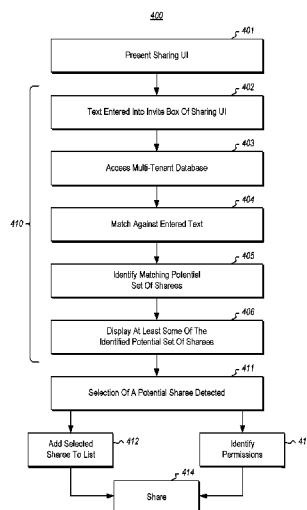 400
401
Present Sharing UI
402
Text Entered Into Invite Box Of Sharing UI
403
Access Multi-Tenant Database
404
Match Against Entered Text
410
405
Identify Matching Potential
Set Of Sharees
406
Display At Least Some Of The
Identified Potential Set Of Sharees
411
Selection Of A Potential Sharee Detected
Add Selected
Sharee To List
412
Identify
Permissions
41
414
Share